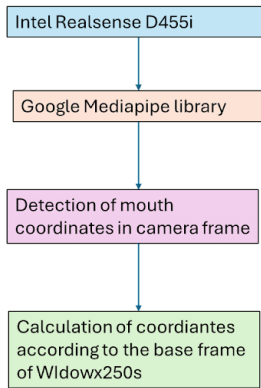 Intel Realsense D455i
Google Mediapipe library
Detection of mouth
coordinates in camera frame
Calculation of coordiantes
according to the base frame
of WIdowx250s